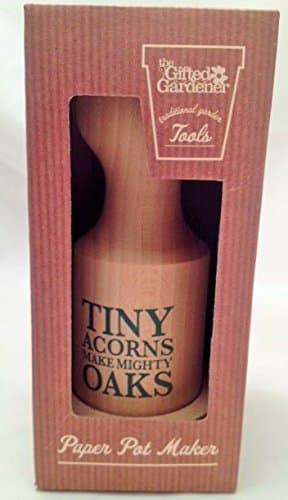 the
Gifted
Gardener
traditional garden
Tools
TINY
ACORNS
MAKE MIGHTY
OAKS
Paper Pot Maker